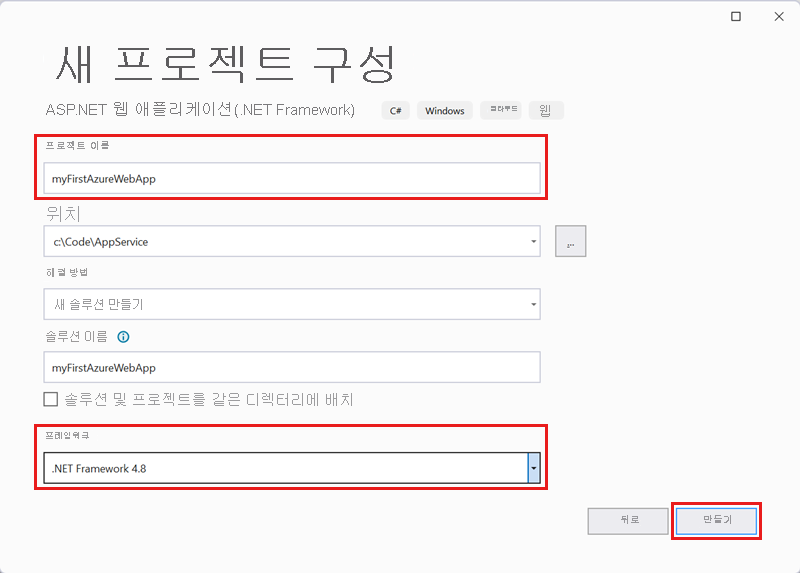 새 프로젝트 구성
ASP.NET 웹 애플리케이션(.NET Framework) C# Windows 클라우드 웹
프로젝트 이름
myFirstAzureWebApp
위치
c:\Code\AppService
...
해결 방법
새 솔루션 만들기
솔루션 이름
myFirstAzureWebApp
솔루션 및 프로젝트를 같은 디렉터리에 배치
프레임워크
.NET Framework 4.8
뒤로 만들기